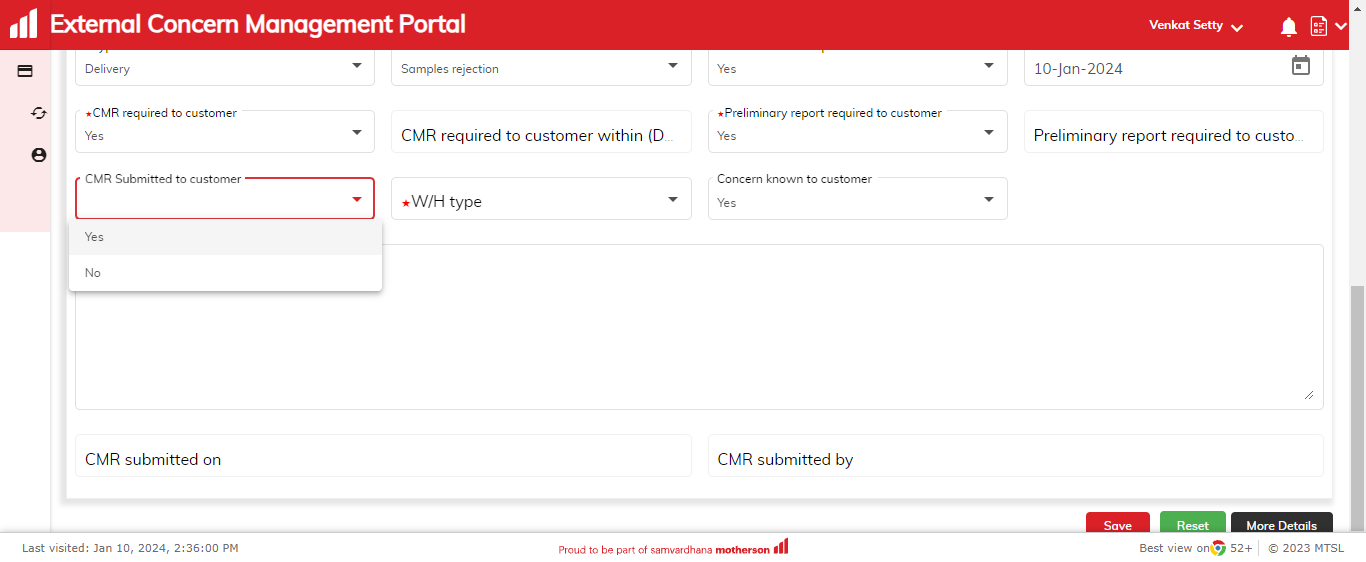 External Concern Management Portal
Venkat Setty
Delivery
Samples rejection
Yes
10-Jan-2024
★CMR required to customer
Yes
CMR required to customer within (D...
★Preliminary report required to customer
Yes
Preliminary report required to custo...
CMR Submitted to customer
★W/H type
Concern known to customer
Yes
Yes
No
CMR submitted on
CMR submitted by
Save
Reset
More Details
Last visited: Jan 10, 2024, 2:36:00 PM
Proud to be part of samvardhana motherson
Best view on 52+
© 2023 MTSL